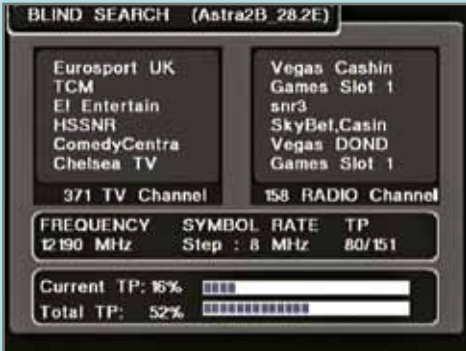 BLIND SEARCH (Astra2B 28.2E)
Eurosport UK
TCM
E! Entertain
HSSNR
ComedyCentra
Chelsea TV
371 TV Channel
Vegas Cashin
Games Slot 1
snr3
SkyBet,Casin
Vegas DOND
Games Slot 1
158 RADIO Channel
FREQUENCY SYMBOL RATE TP
12190 MHz Step : 8 MHz 80/151
Current TP: 16%
Total TP: 52%